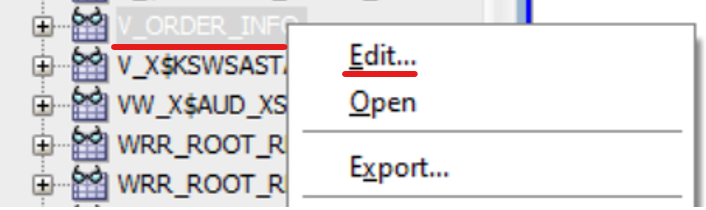 V_ORDER_INFO
Edit...
V_X$KSWSAST
Open
VW_X$AUD_XS
WRR_ROOT_R
Export...
WRR_ROOT_R